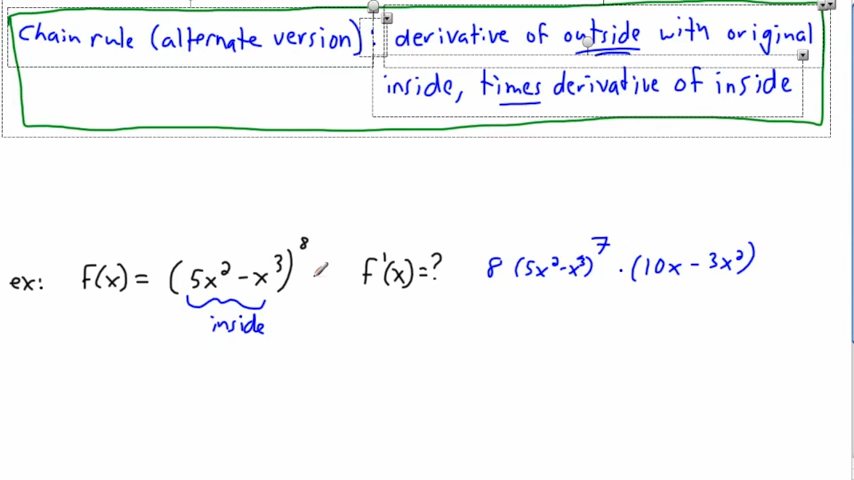 Chain rule (alternate version): derivative of outside with original
inside, times derivative of inside
ex: f(x) = (5x² - x³)⁸, f'(x) = ? 8 (5x² - x³)⁷ · (10x - 3x²)
inside